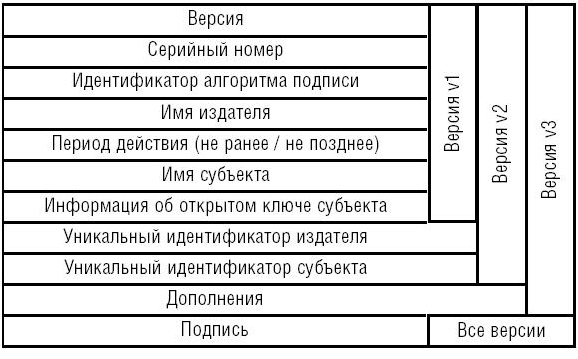 Версия
Серийный номер
Идентификатор алгоритма подписи
Имя издателя
Период действия (не ранее / не позднее)
Имя субъекта
Информация об открытом ключе субъекта
Уникальный идентификатор издателя
Уникальный идентификатор субъекта
Дополнения
Подпись
Версия v1
Версия v2
Версия v3
Все версии